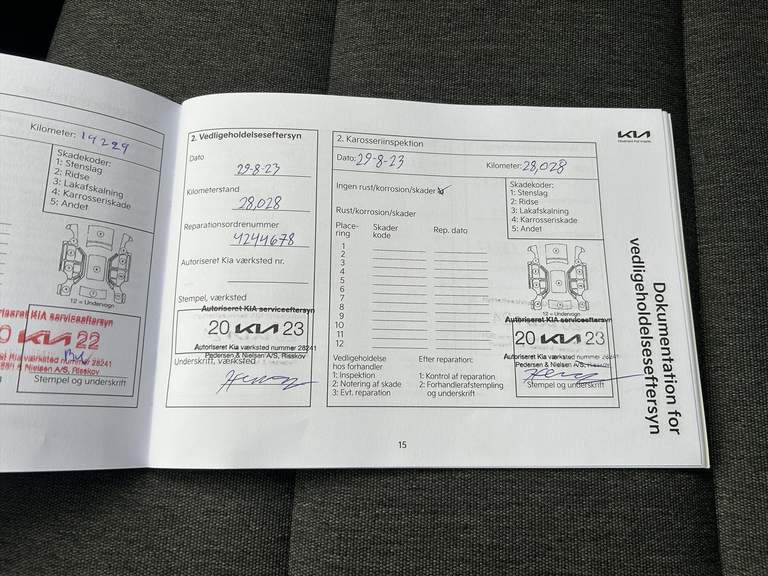 Kilometer: 19229
Skadekoder:
1: Stenslag
2: Ridse
3: Lakafskalning
4: Karrosseriskade
5: Andet
12 = Undervogn
Autoriseret KIA serviceeftersyn
20 KIA 22
Autoriseret Kia værksted nummer 28241
Pedersen & Nielsen A/S, Risskov
Stempel og underskrift
2. Vedligeholdelseseftersyn
Dato
29-8-23
Kilometerstand
28,028
Reparationsordrenummer
4244678
Autoriseret Kia værksted nr.
Stempel, værksted
Autoriseret KIA serviceeftersyn
20 KIA 23
Autoriseret Kia værksted nummer 28241
Pedersen & Nielsen A/S, Risskov
Underskrift, værksted
2. Karosseriinspektion
Dato: 29-8-23
Kilometer: 28,028
Ingen rust/korrosion/skader
Rust/korrosion/skader
Place-
ring
Skader
kode
Rep. dato
1
2
3
4
5
6
7
8
9
10
11
12
Skadekoder:
1: Stenslag
2: Ridse
3: Lakafskalning
4: Karrosseriskade
5: Andet
12 = Undervogn
Vedligeholdelse
hos forhandler
1: Inspektion
2: Notering af skade
3: Evt. reparation
Efter reparation:
1: Kontrol af reparation
2: Forhandlerafstempling
og underskrift
Autoriseret KIA serviceeftersyn
20 KIA 23
Autoriseret Kia værksted nummer 28241
Pedersen & Nielsen A/S, Risskov
Stempel og underskrift
KIA
Dokumentation for
vedligeholdelseseftersyn
15